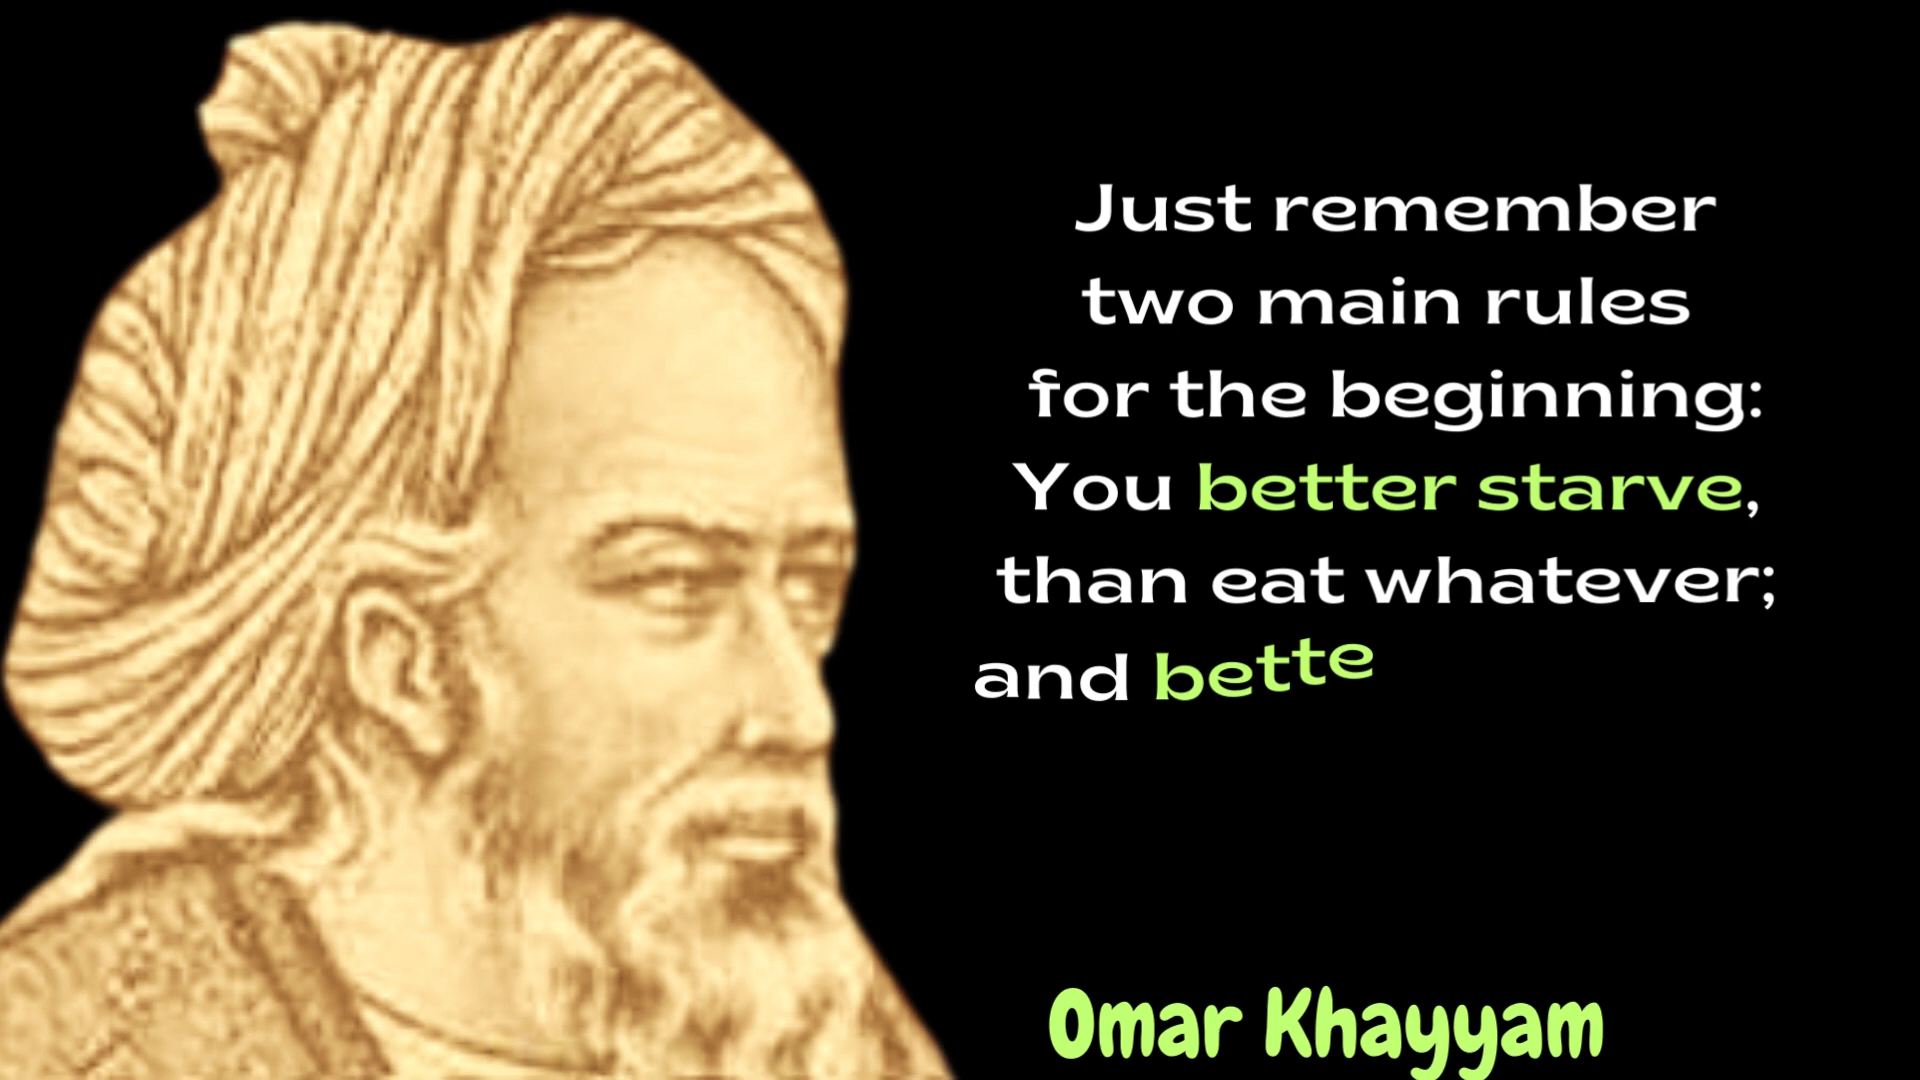 Just remember
two main rules
for the beginning:
You better starve,
than eat whatever;
and bette
Omar Khayyam